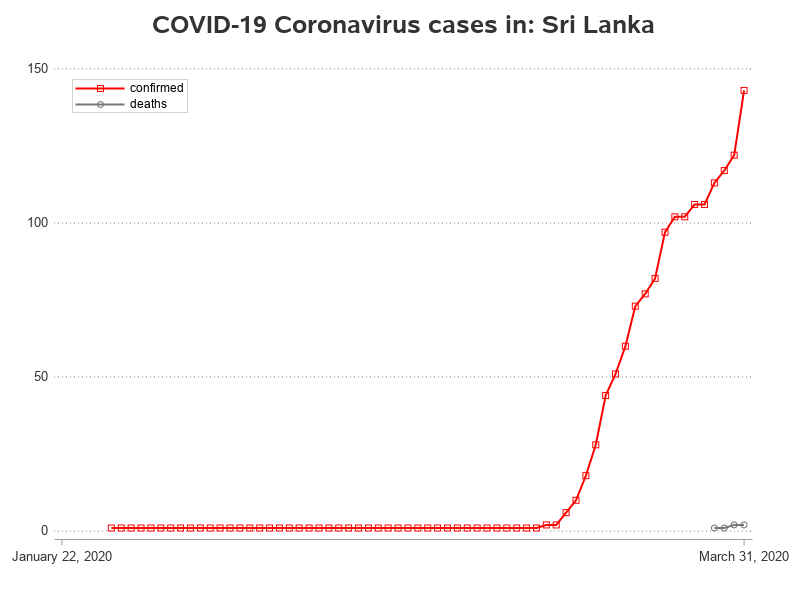 COVID-19 Coronavirus cases in: Sri Lanka
150
confirmed
deaths
100
50
0
January 22, 2020
March 31, 2020